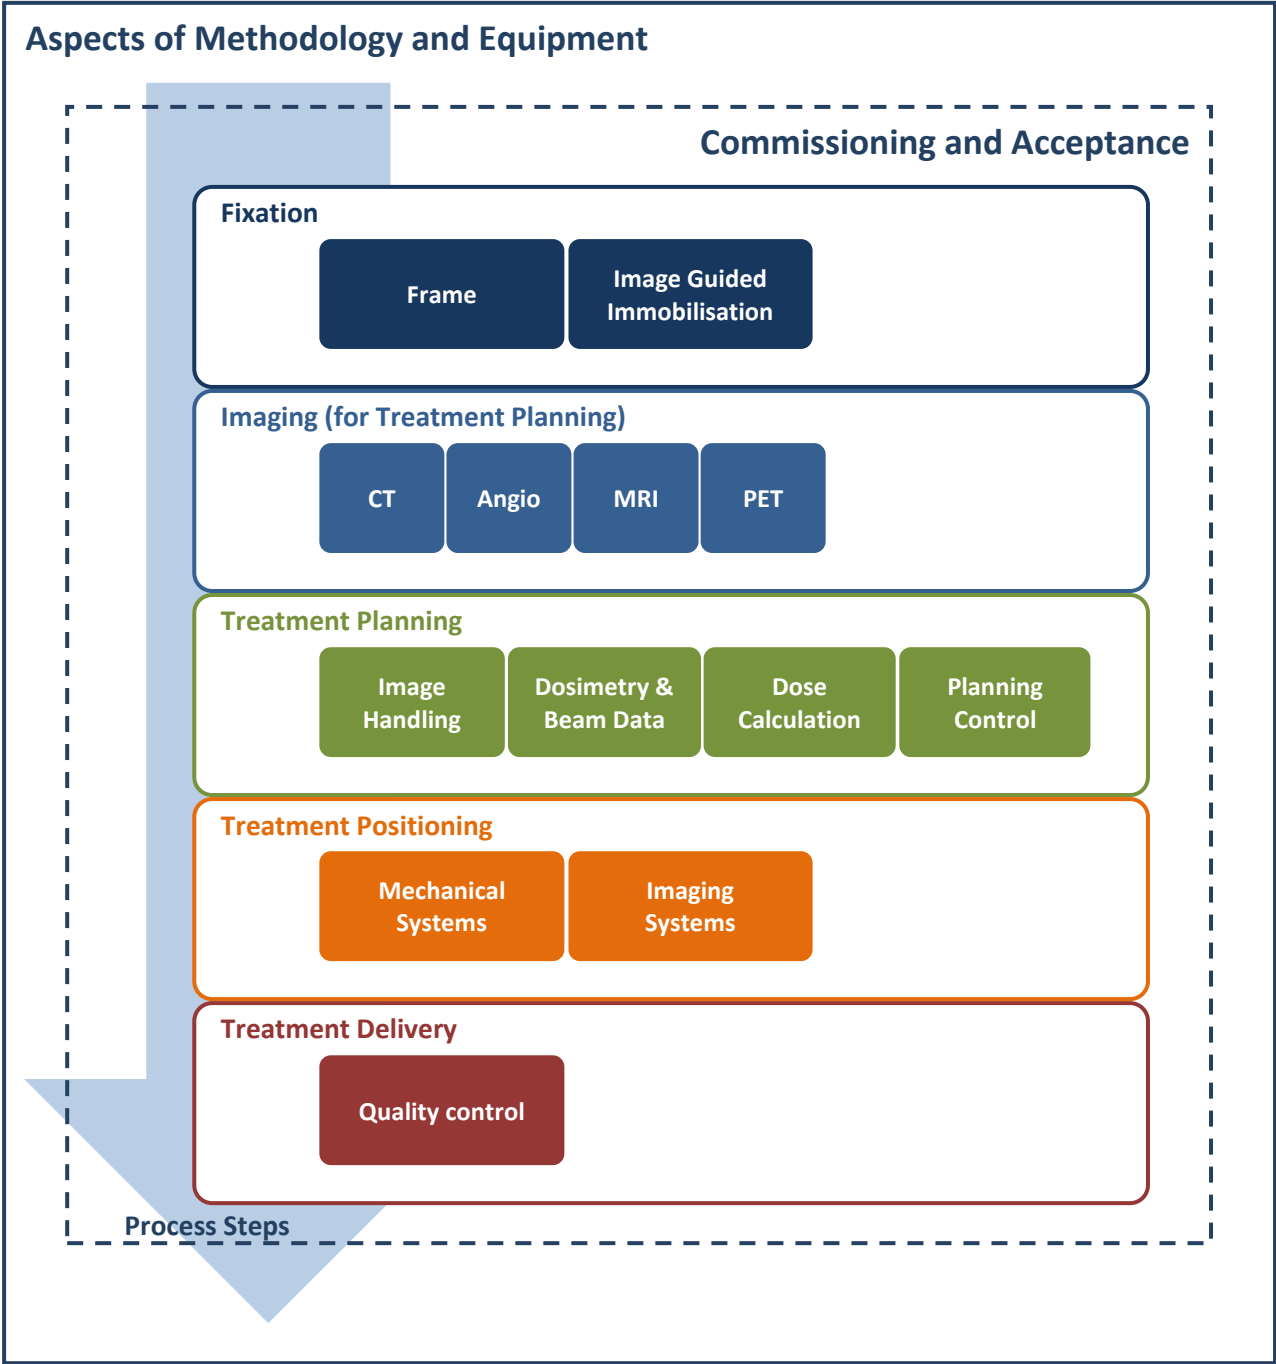 Aspects of Methodology and Equipment
Commissioning and Acceptance
Fixation
Frame
Image Guided
Immobilisation
Imaging (for Treatment Planning)
CT
Angio
MRI
PET
Treatment Planning
Image
Handling
Dosimetry &
Beam Data
Dose
Calculation
Planning
Control
Treatment Positioning
Mechanical
Systems
Imaging
Systems
Treatment Delivery
Quality control
Process Steps